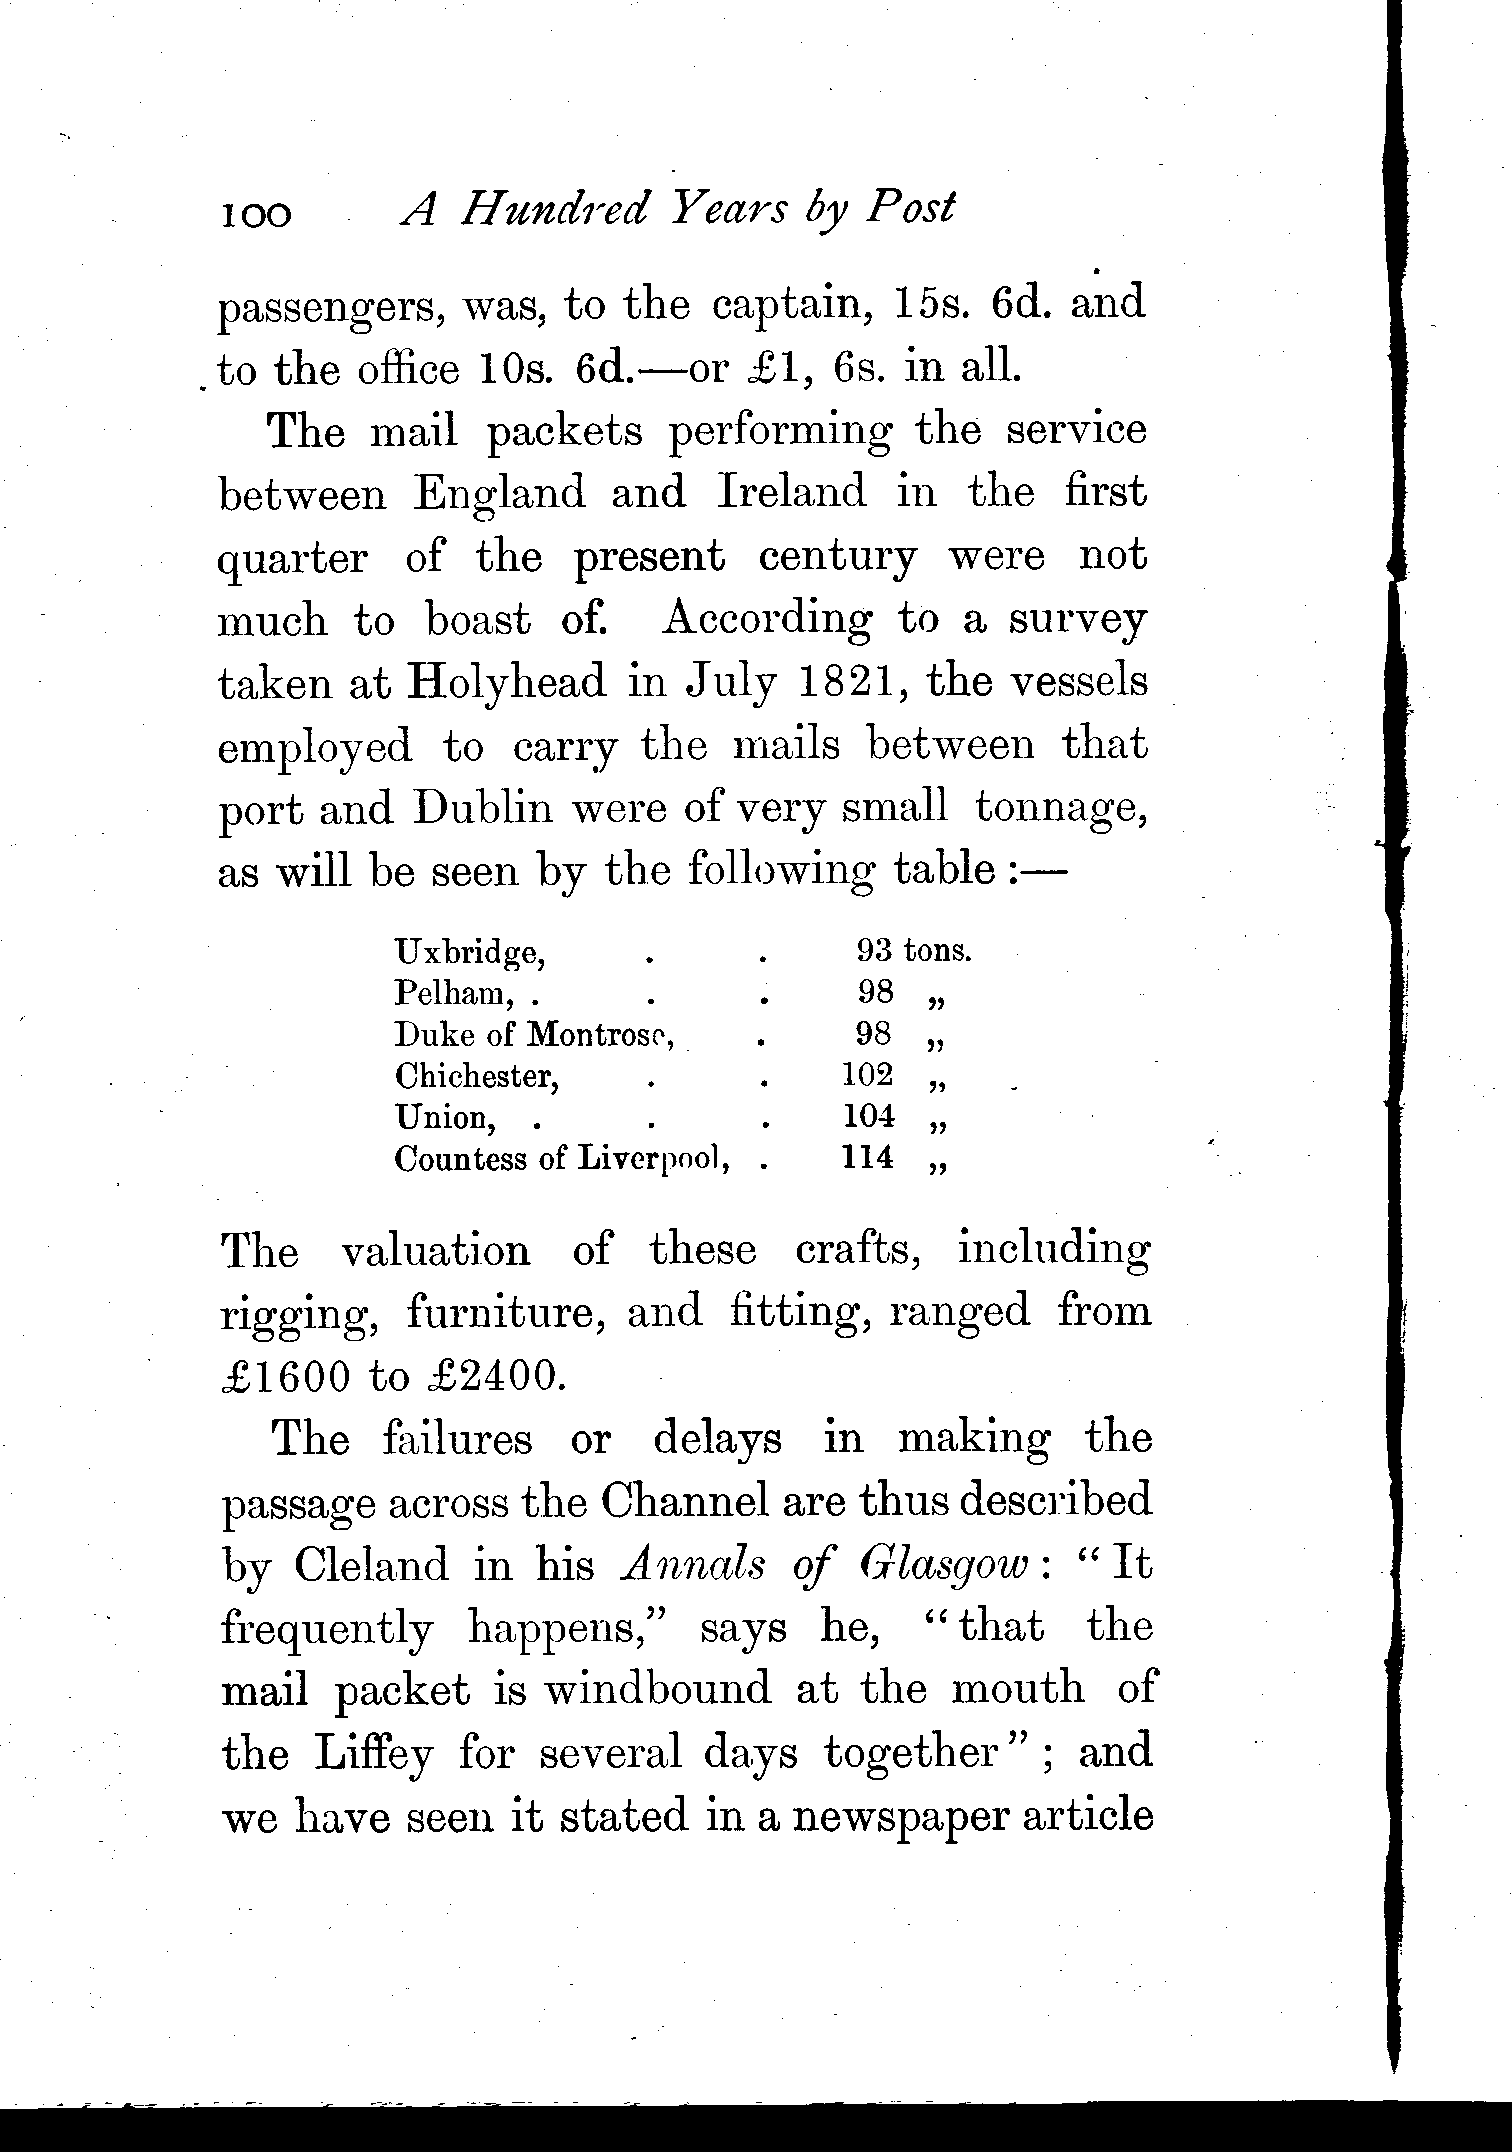 100 A Hundred Years by Post
passengers, was, to the captain, 15s. 6d. and
to the office 10s. 6d.—or £1, 6s. in all.
The mail packets performing the service
between England and Ireland in the first
quarter of the present century were not
much to boast of. According to a survey
taken at Holyhead in July 1821, the vessels
employed to carry the mails between that
port and Dublin were of very small tonnage,
as will be seen by the following table :—
Uxbridge, . . 93 tons.
Pelham, . . . 98 „
Duke of Montrose, . 98 „
Chichester, . . 102 „
Union, . . . 104 „
Countess of Liverpool, . 114 „
The valuation of these crafts, including
rigging, furniture, and fitting, ranged from
£1600 to £2400.
The failures or delays in making the
passage across the Channel are thus described
by Cleland in his Annals of Glasgow: “It
frequently happens,” says he, “that the
mail packet is windbound at the mouth of
the Liffey for several days together”; and
we have seen it stated in a newspaper article